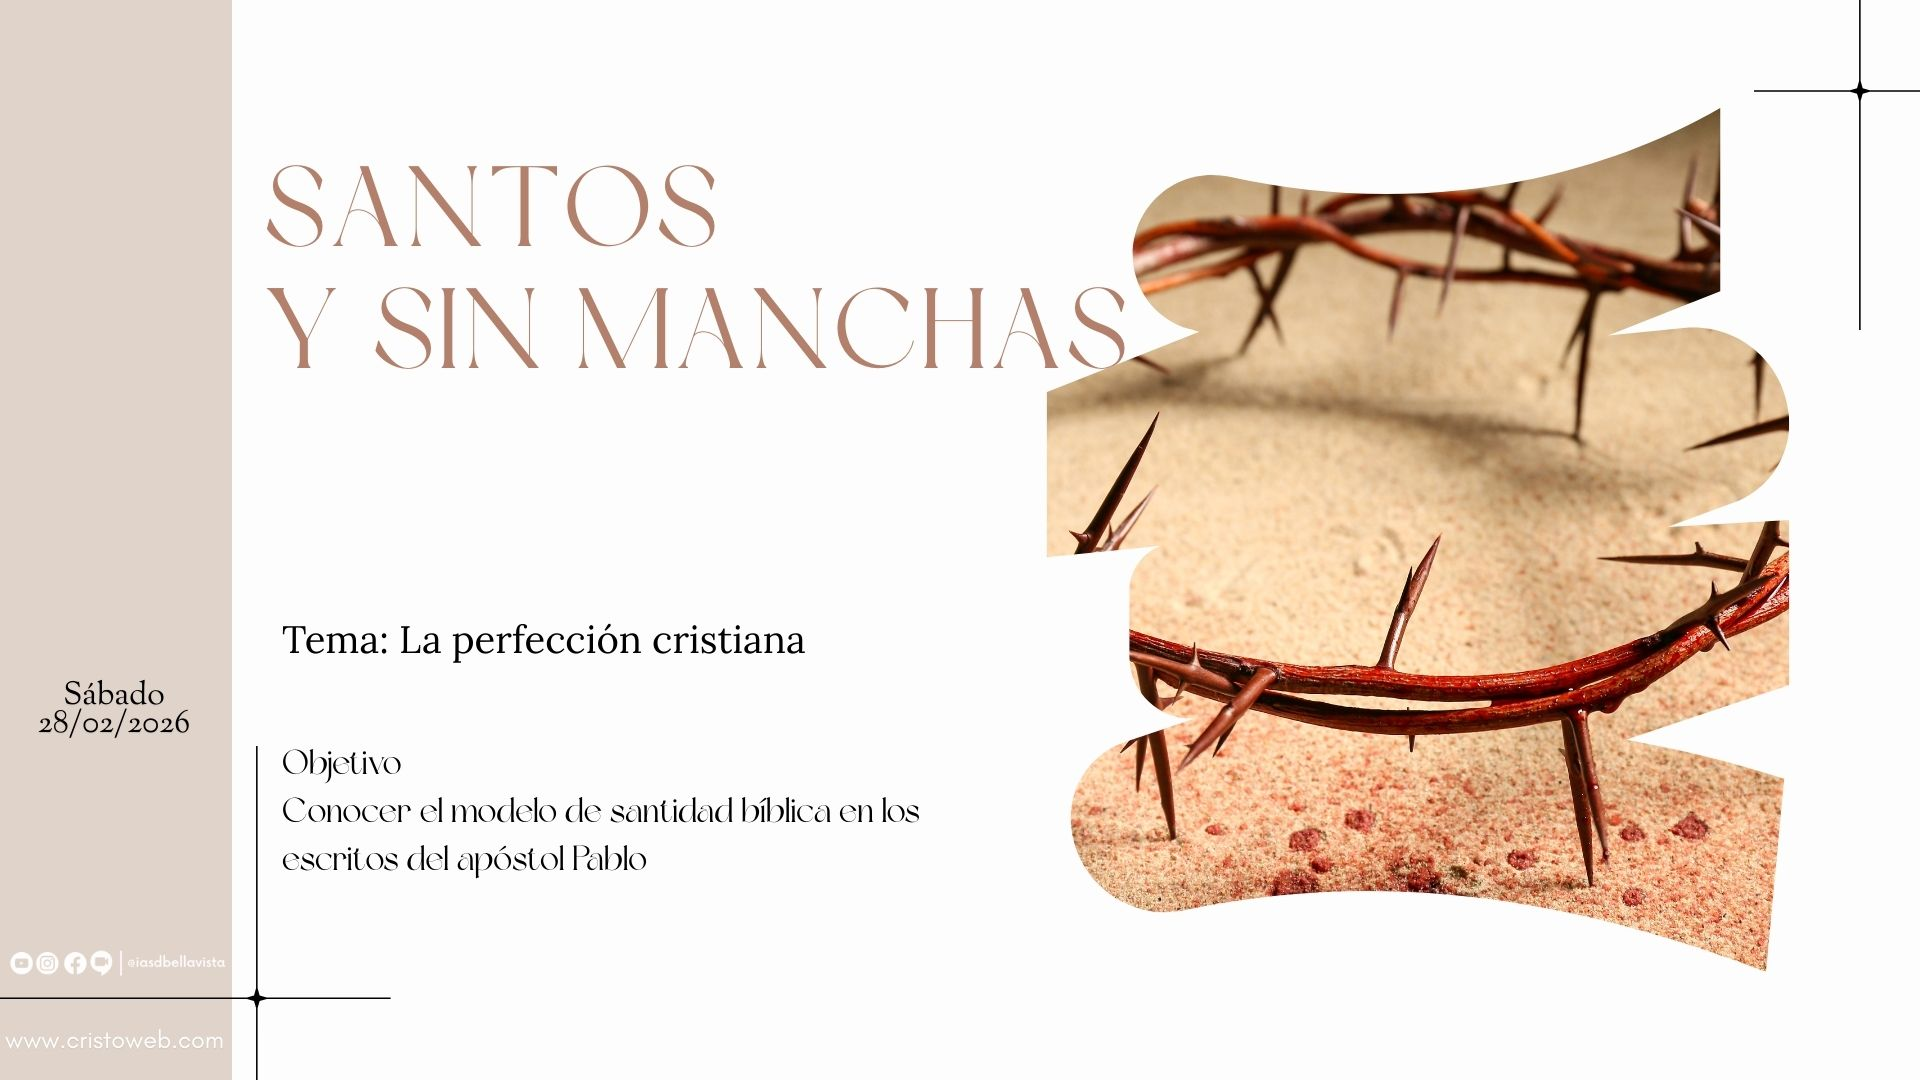 SANTOS
Y SIN MANCHAS
Tema: La perfección cristiana
Sábado
28/02/2026
Objetivo
Conocer el modelo de santidad bíblica en los
escritos del apóstol Pablo
@iasdbellavista
www.cristoweb.com